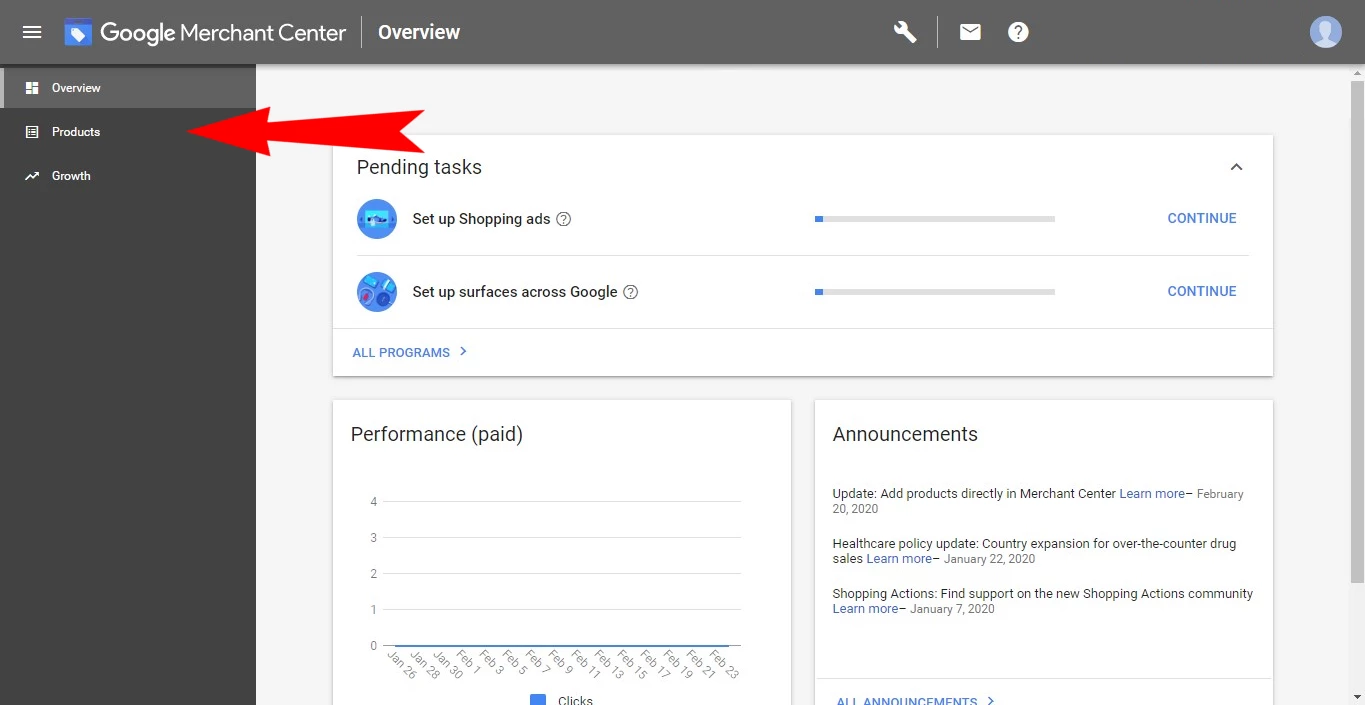 Google Merchant Center
Overview
Overview
Products
Growth
Pending tasks
Set up Shopping ads
CONTINUE
Set up surfaces across Google
CONTINUE
ALL PROGRAMS
Performance (paid)
4
3
2
1
0
Jan 26
Jan 28
Jan 30
Feb 1
Feb 3
Feb 5
Feb 7
Feb 9
Feb 11
Feb 13
Feb 15
Feb 17
Feb 19
Feb 21
Feb 23
Clicks
Announcements
Update: Add products directly in Merchant Center Learn more– February
20, 2020
Healthcare policy update: Country expansion for over-the-counter drug
sales Learn more– January 22, 2020
Shopping Actions: Find support on the new Shopping Actions community
Learn more– January 7, 2020
ALL ANNOUNCEMENTS